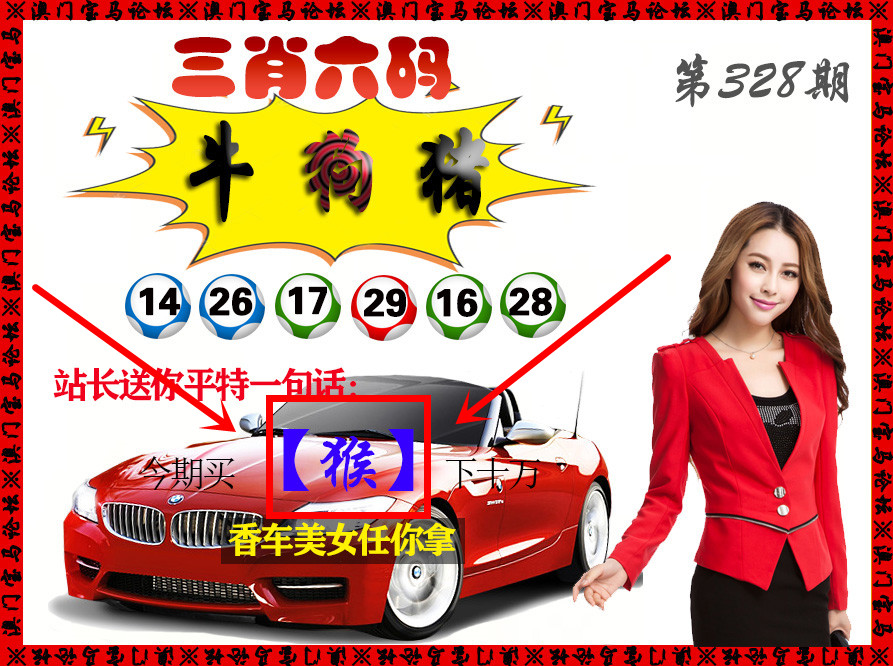 ※澳门宝马论坛※澳门宝马论坛※澳门宝马论坛※澳门宝马论坛※澳门宝马论坛※
三肖六码
第328期
牛 狗 猪
14 26 17 29 16 28
站长送你平特一句话：
今期买 【猴】 下十万
香车美女任你拿